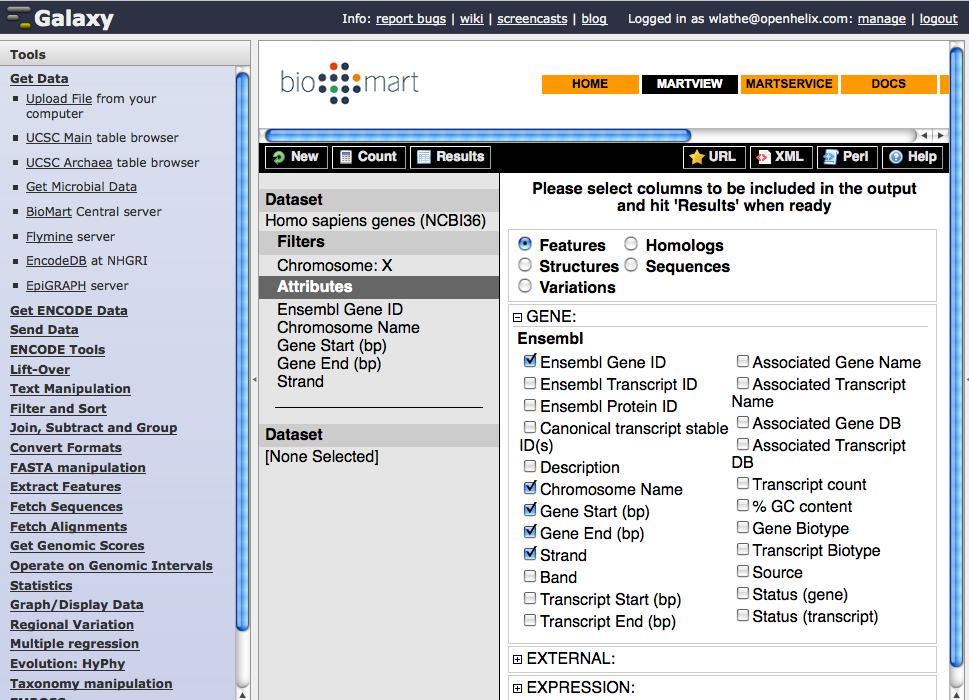 Galaxy
Info: report bugs | wiki | screencasts | blog Logged in as wlathe@openhelix.com: manage | logout
Tools
Get Data
Upload File from your
computer
UCSC Main table browser
UCSC Archaea table browser
Get Microbial Data
BioMart Central server
Flymine server
EncodeDB at NHGRI
EpiGRAPH server
Get ENCODE Data
Send Data
ENCODE Tools
Lift-Over
Text Manipulation
Filter and Sort
Join, Subtract and Group
Convert Formats
FASTA manipulation
Extract Features
Fetch Sequences
Fetch Alignments
Get Genomic Scores
Operate on Genomic Intervals
Statistics
Graph/Display Data
Regional Variation
Multiple regression
Evolution: HyPhy
Taxonomy manipulation
bio mart
HOME MARTVIEW MARTSERVICE DOCS
New Count Results URL XML Perl Help
Dataset
Homo sapiens genes (NCBI36)
Filters
Chromosome: X
Attributes
Ensembl Gene ID
Chromosome Name
Gene Start (bp)
Gene End (bp)
Strand
Dataset
[None Selected]
Please select columns to be included in the output
and hit 'Results' when ready
Features Homologs
Structures Sequences
Variations
GENE:
Ensembl
Ensembl Gene ID
Ensembl Transcript ID
Ensembl Protein ID
Canonical transcript stable
ID(s)
Description
Chromosome Name
Gene Start (bp)
Gene End (bp)
Strand
Band
Transcript Start (bp)
Transcript End (bp)
Associated Gene Name
Associated Transcript
Name
Associated Gene DB
Associated Transcript
DB
Transcript count
% GC content
Gene Biotype
Transcript Biotype
Source
Status (gene)
Status (transcript)
EXTERNAL:
EXPRESSION: